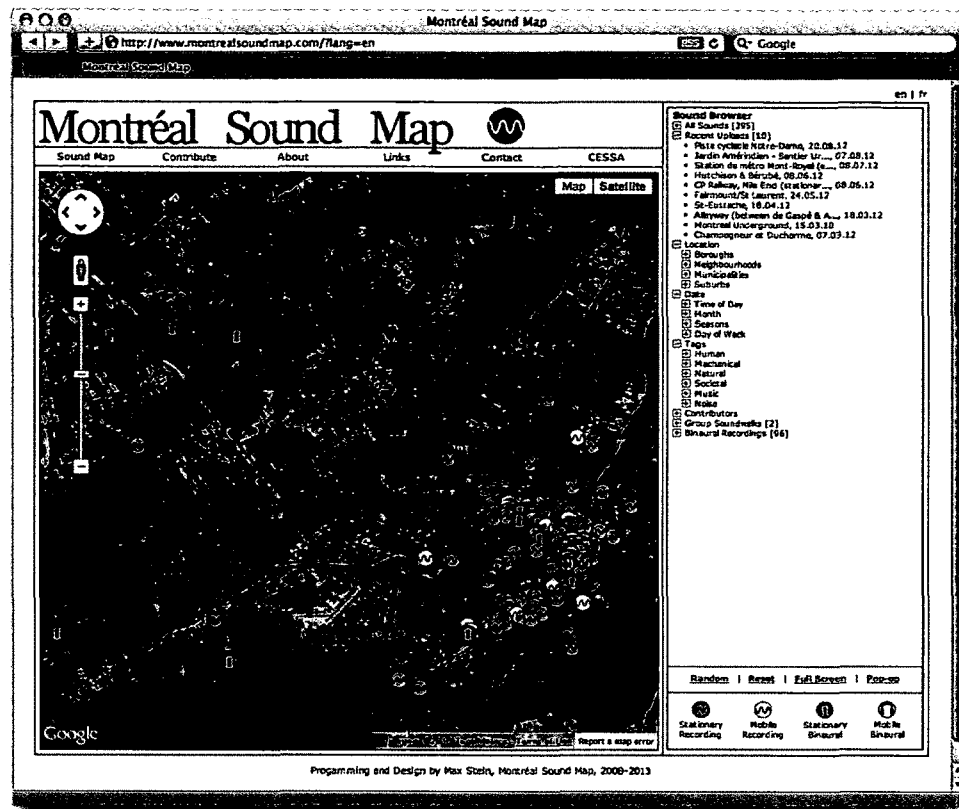 Montréal Sound Map
http://www.montrealsoundmap.com/?lang=en
RSS
Google
Montréal Sound Map
en | fr
Montréal Sound Map
Sound Map Contribute About Links Contact CESSA
Map Satellite
Sound Browser
All Sounds [395]
Recent Uploads [10]
Piste cyclable Notre-Dame, 20.08.12
Jardin Amérindien - Sentier Ur..., 07.08.12
Station de métro Mont-Royal (e..., 08.07.12
Hutchison & Bérubé, 08.06.12
CP Railway, Mile End (stationar..., 08.06.12
Fairmount/St Laurent, 24.05.12
St-Eustache, 18.04.12
Alleyway (between de Gaspé & A..., 18.03.12
Montreal Underground, 15.03.10
Champagneur et Ducharme, 07.03.12
Location
Boroughs
Neighbourhoods
Municipalities
Suburbs
Date
Time of Day
Month
Seasons
Day of Week
Tags
Human
Mechanical
Natural
Societal
Music
Noise
Contributors
Group Soundwalks [2]
Binaural Recordings [96]
Random | Reset | Full Screen | Pop-up
Stationary Recording
Mobile Recording
Stationary Binaural
Mobile Binaural
Google
Report a map error
Progamming and Design by Max Stein, Montréal Sound Map, 2008-2013